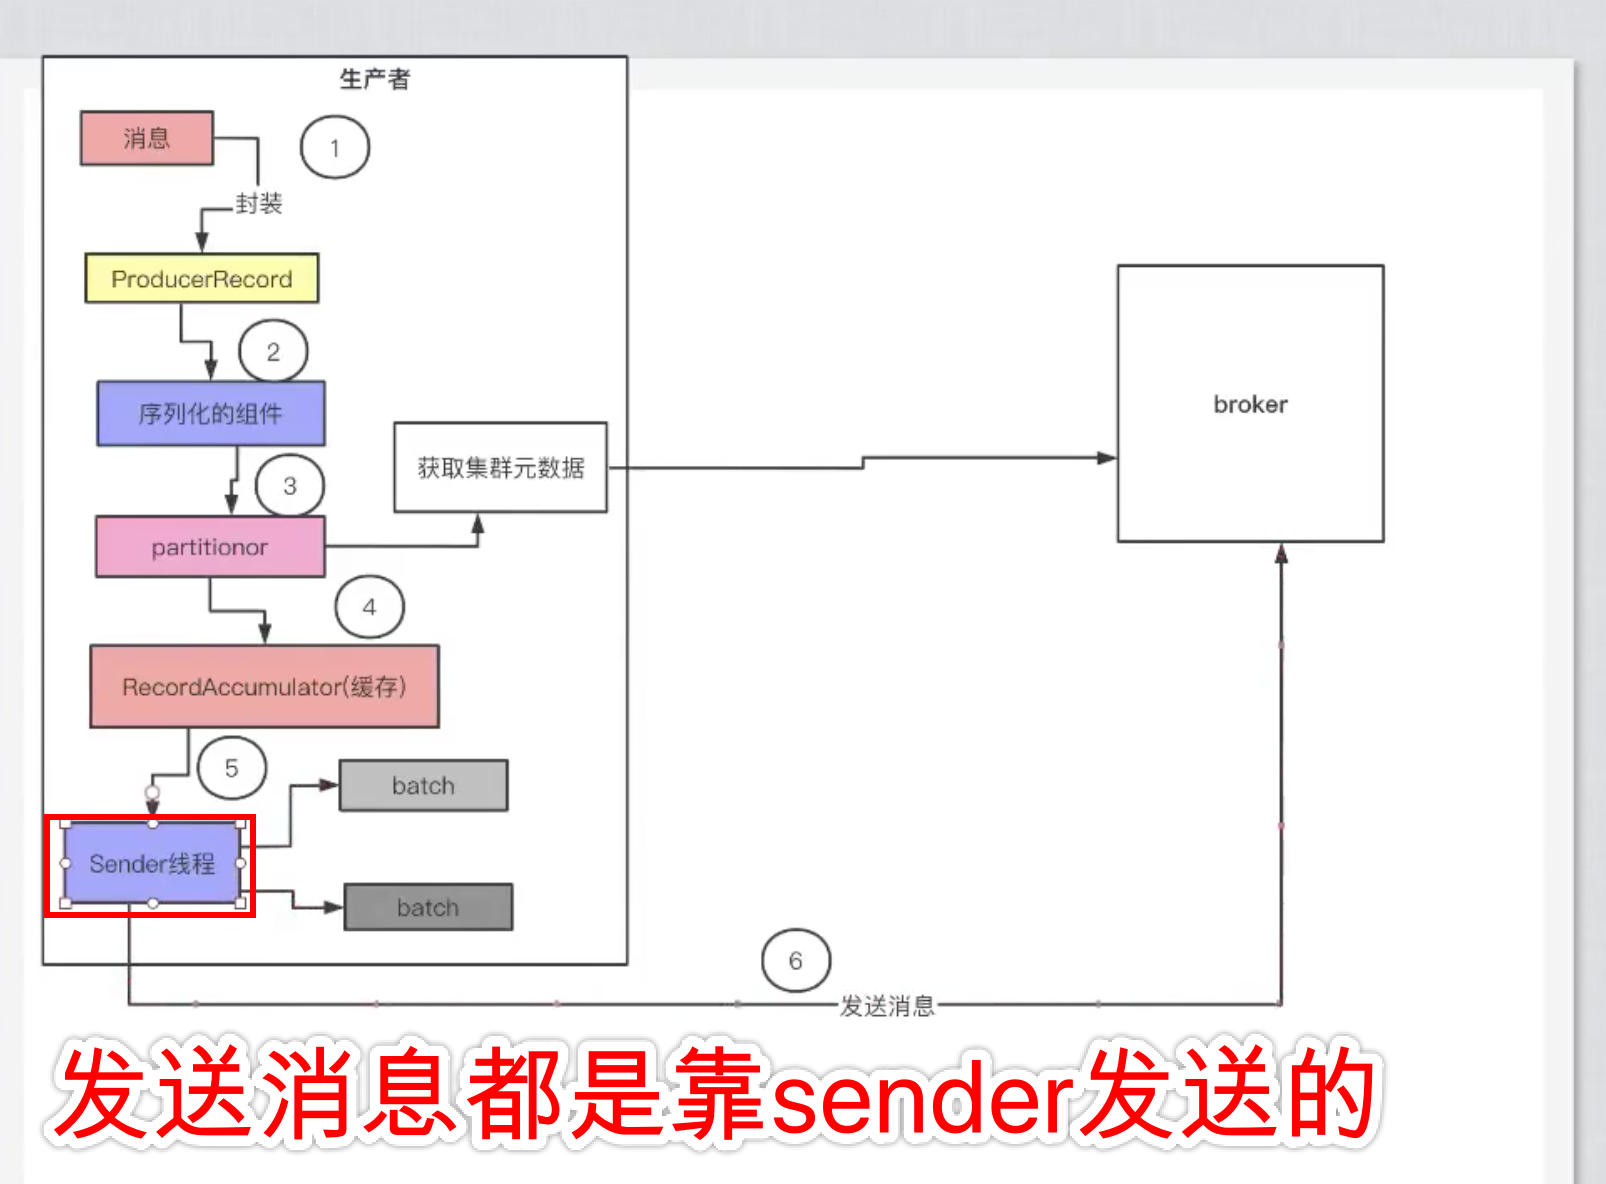 生产者
消息
1
封装
ProducerRecord
2
序列化的组件
3
获取集群元数据
broker
partitionor
4
RecordAccumulator(缓存)
5
batch
Sender线程
batch
6
发送消息
发送消息都是靠sender发送的